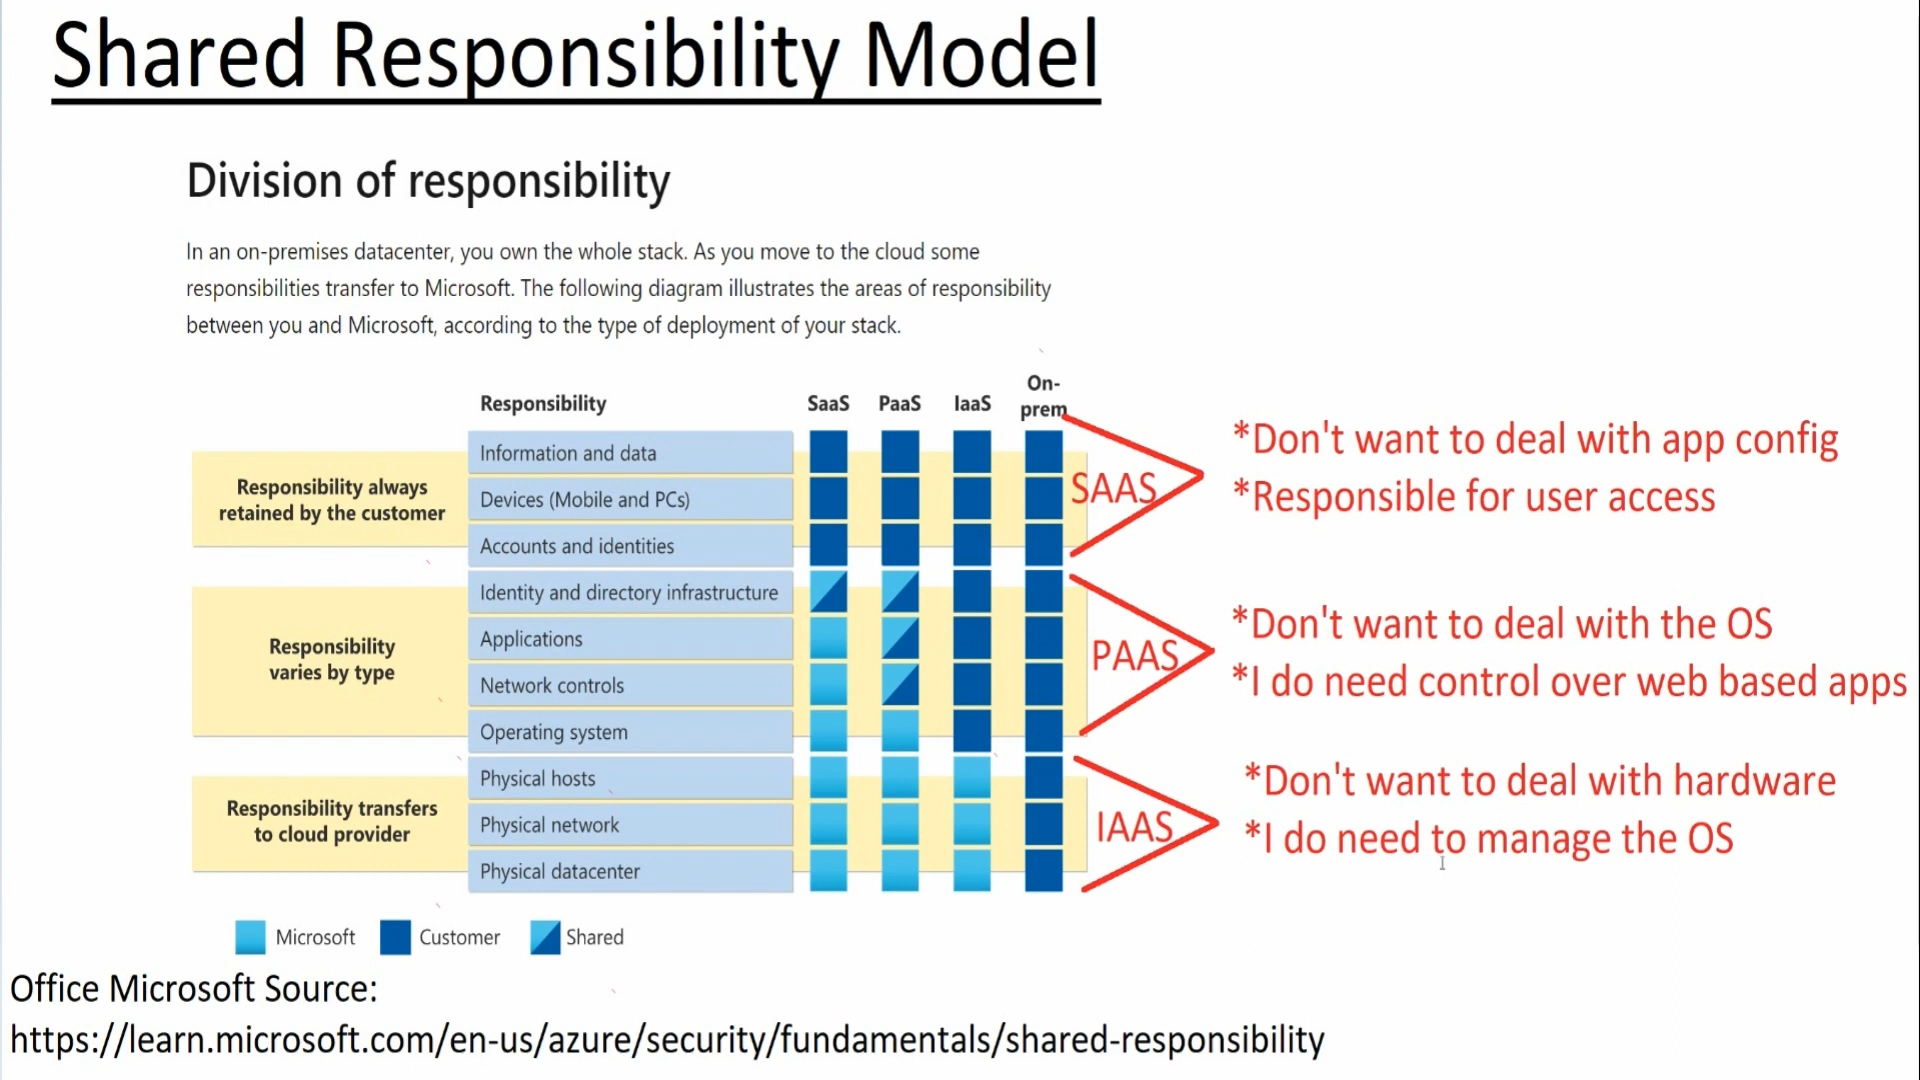 Shared Responsibility Model
Division of responsibility
In an on-premises datacenter, you own the whole stack. As you move to the cloud some
responsibilities transfer to Microsoft. The following diagram illustrates the areas of responsibility
between you and Microsoft, according to the type of deployment of your stack.
Responsibility SaaS PaaS IaaS On-
prem
Responsibility always
retained by the customer
Information and data
Devices (Mobile and PCs)
Accounts and identities
SAAS
*Don't want to deal with app config
*Responsible for user access
Responsibility
varies by type
Identity and directory infrastructure
Applications
Network controls
Operating system
PAAS
*Don't want to deal with the OS
*I do need control over web based apps
Responsibility transfers
to cloud provider
Physical hosts
Physical network
Physical datacenter
IAAS
*Don't want to deal with hardware
*I do need to manage the OS
Microsoft Customer Shared
Office Microsoft Source:
https://learn.microsoft.com/en-us/azure/security/fundamentals/shared-responsibility